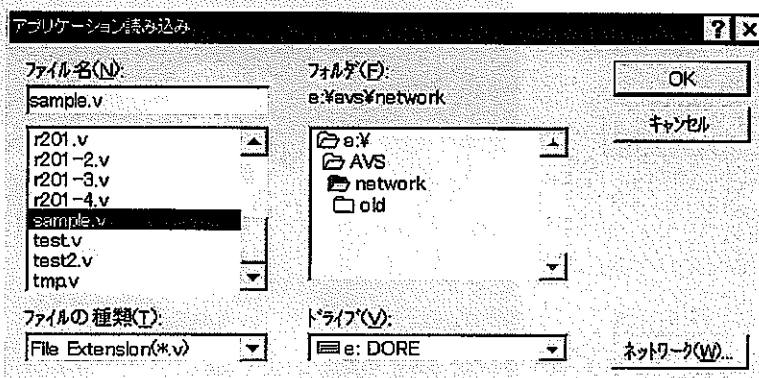 アプリケーション読み込み
ファイル名(N):
sample.v
r201.v
r201-2.v
r201-3.v
r201-4.v
sample.v
test.v
test2.v
tmp.v
ファイルの種類(T):
File Extension(*.v)
フォルダ(F):
e:¥avs¥network
e:¥
AVS
network
old
ドライブ(V):
e: DORE
OK
キャンセル
ネットワーク(W)...